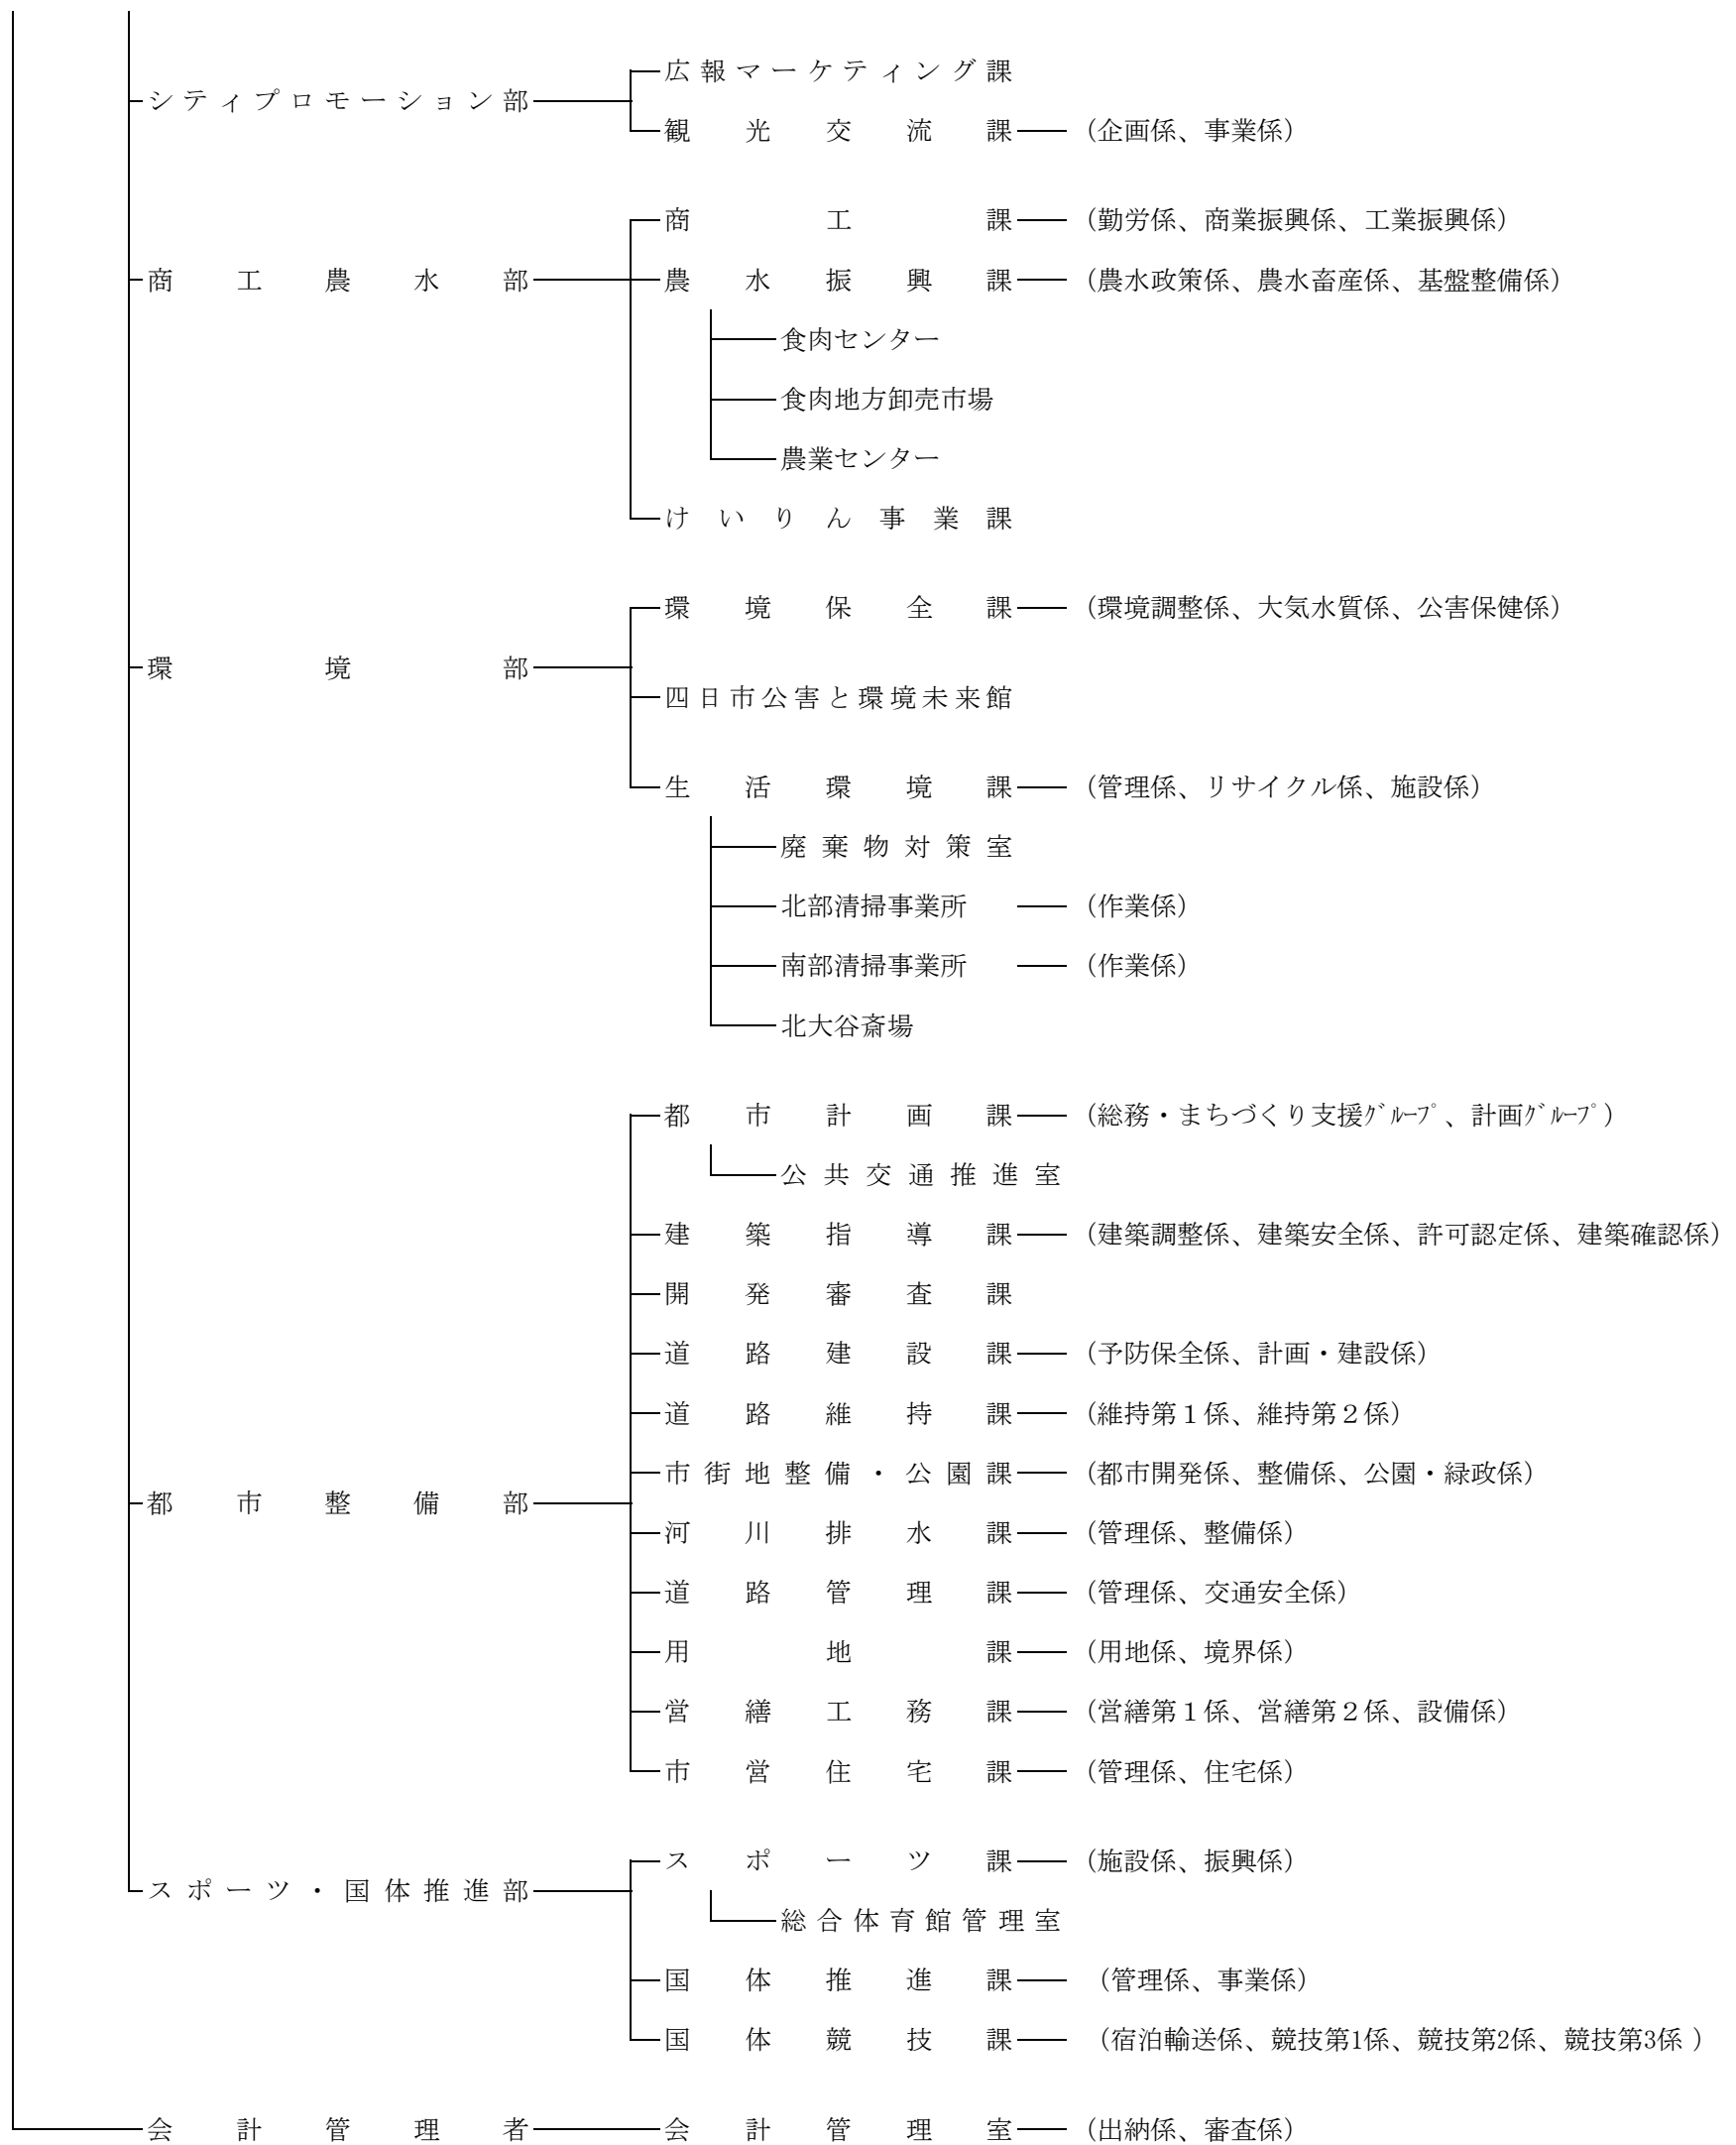 広報マーケティング課
シティプロモーション部
観光交流課 （企画係、事業係）
商工課 （勤労係、商業振興係、工業振興係）
商工農水部 農水振興課 （農水政策係、農水畜産係、基盤整備係）
食肉センター
食肉地方卸売市場
農業センター
けいりん事業課
環境保全課 （環境調整係、大気水質係、公害保健係）
環境部
四日市公害と環境未来館
生活環境課 （管理係、リサイクル係、施設係）
廃棄物対策室
北部清掃事業所 （作業係）
南部清掃事業所 （作業係）
北大谷斎場
都市計画課 （総務・まちづくり支援ｸﾞﾙｰﾌﾟ、計画ｸﾞﾙｰﾌﾟ）
公共交通推進室
建築指導課 （建築調整係、建築安全係、許可認定係、建築確認係）
開発審査課
道路建設課 （予防保全係、計画・建設係）
道路維持課 （維持第１係、維持第２係）
市街地整備・公園課 （都市開発係、整備係、公園・緑政係）
都市整備部
河川排水課 （管理係、整備係）
道路管理課 （管理係、交通安全係）
用地課 （用地係、境界係）
営繕工務課 （営繕第１係、営繕第２係、設備係）
市営住宅課 （管理係、住宅係）
スポーツ課 （施設係、振興係）
スポーツ・国体推進部
総合体育館管理室
国体推進課 （管理係、事業係）
国体競技課 （宿泊輸送係、競技第1係、競技第2係、競技第3係 ）
会計管理者 会計管理室 （出納係、審査係）